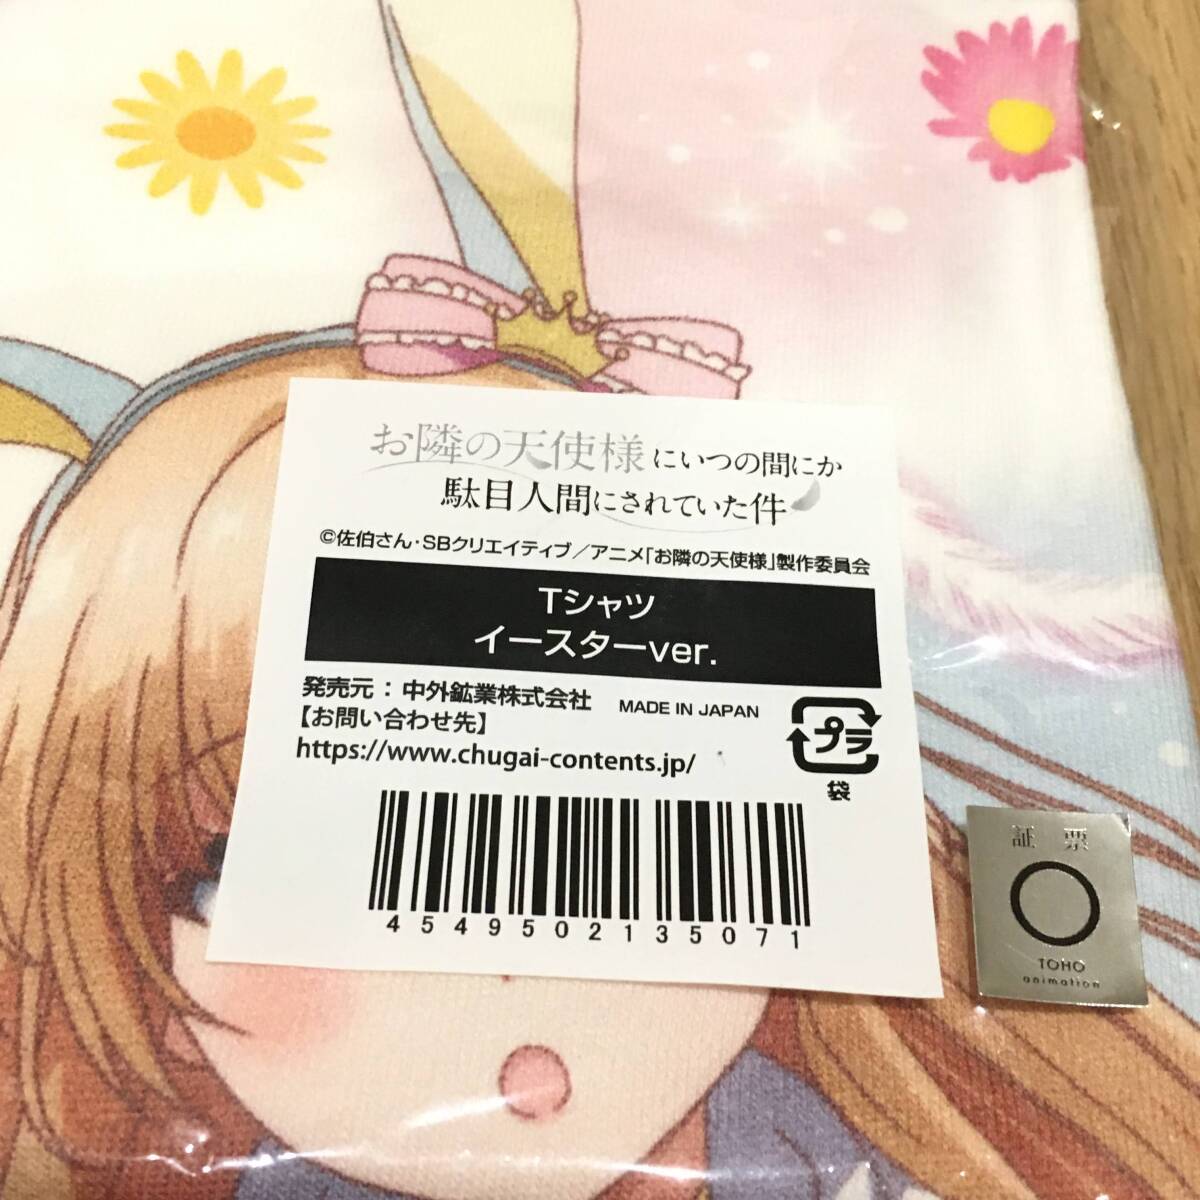 お隣の天使様にいつの間にか
駄目人間にされていた件
©佐伯さん・SBクリエイティブ／アニメ「お隣の天使様」製作委員会
Tシャツ
イースターver.
発売元：中外鉱業株式会社 MADE IN JAPAN
【お問い合わせ先】
https://www.chugai-contents.jp/
プラ
袋
4549502135071
証票
TOHO
animation